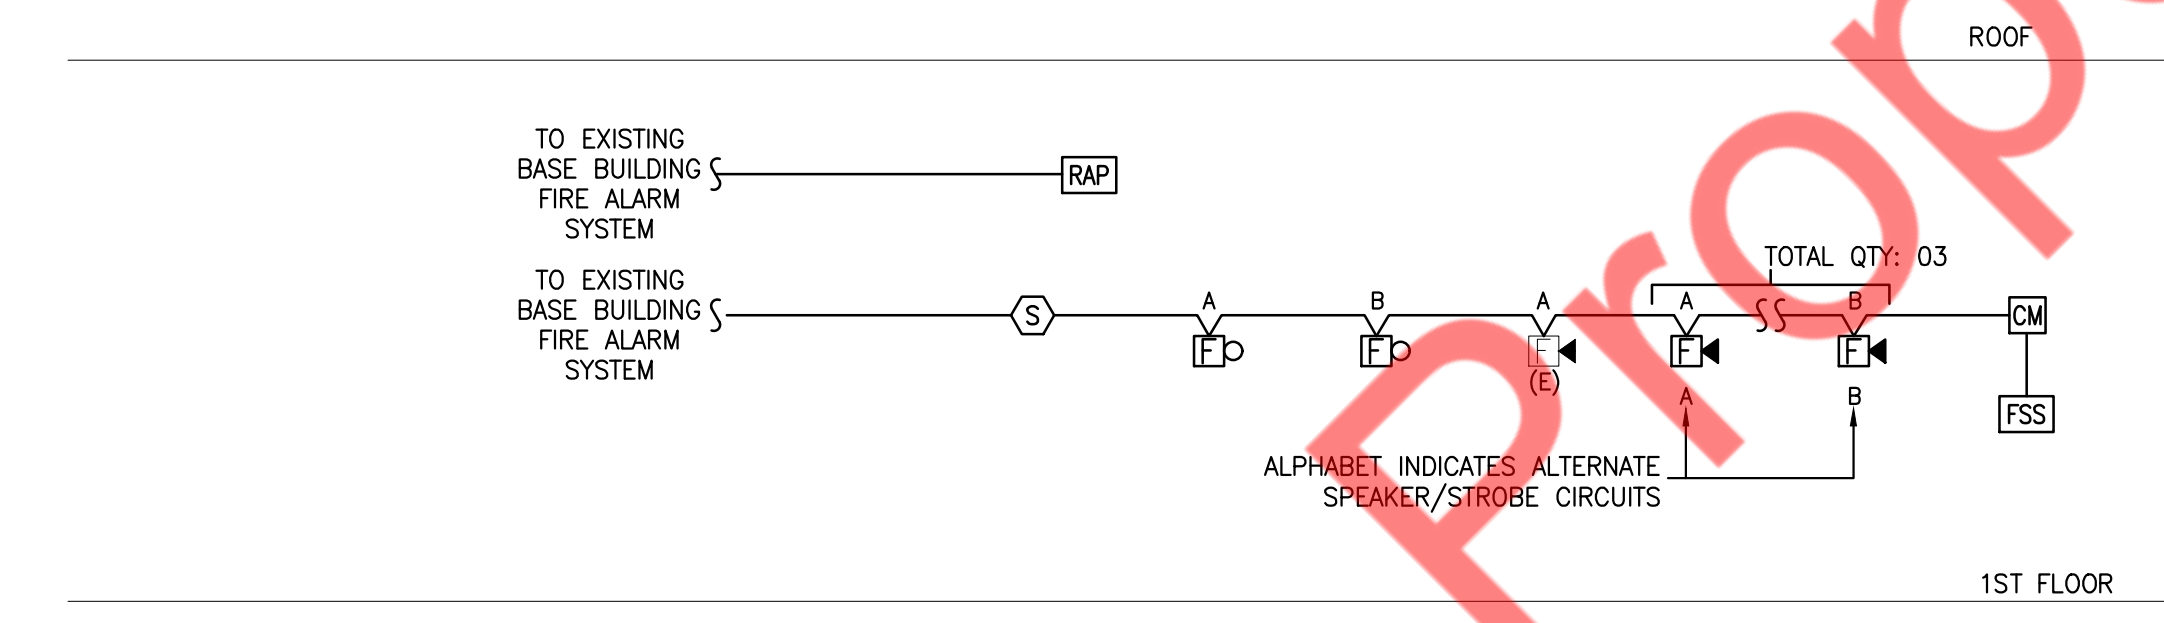 ROOF
TO EXISTING
BASE BUILDING
FIRE ALARM
SYSTEM
RAP
TOTAL QTY: 03
TO EXISTING
BASE BUILDING
FIRE ALARM
SYSTEM
S
A B A A B
CM
F F F F F
(E)
A B
FSS
ALPHABET INDICATES ALTERNATE
SPEAKER/STROBE CIRCUITS
1ST FLOOR
Prop